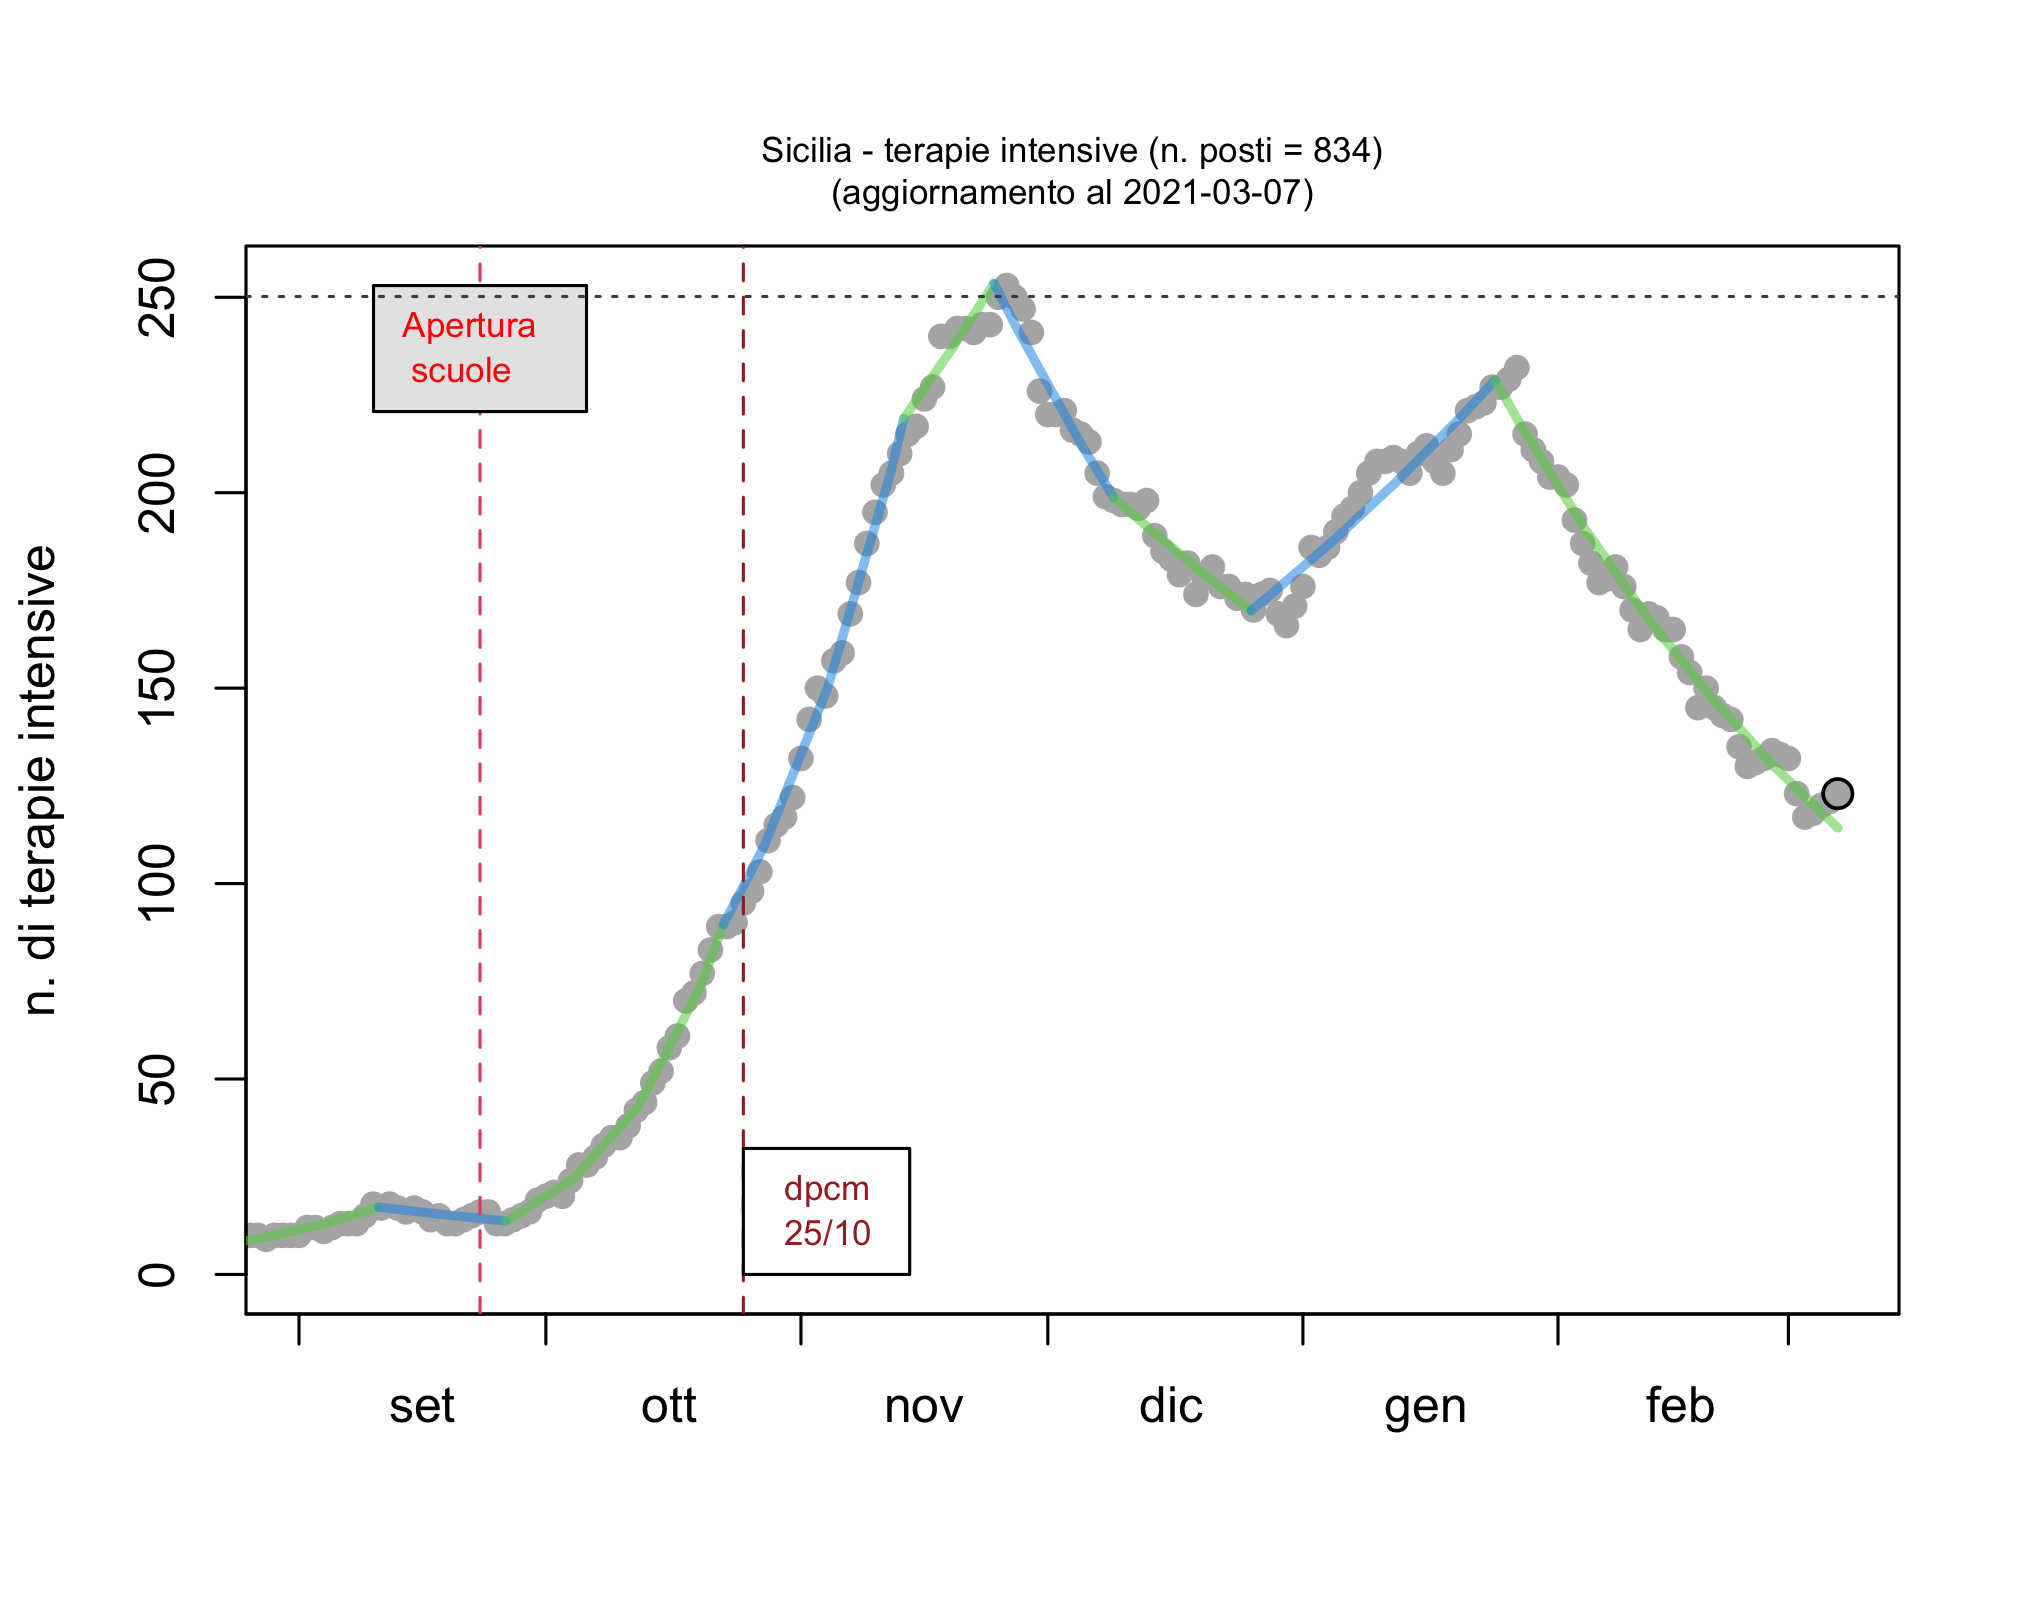 Sicilia - terapie intensive (n. posti = 834)
(aggiornamento al 2021-03-07)
n. di terapie intensive
250
200
150
100
50
0
Apertura
scuole
dpcm
25/10
set
ott
nov
dic
gen
feb